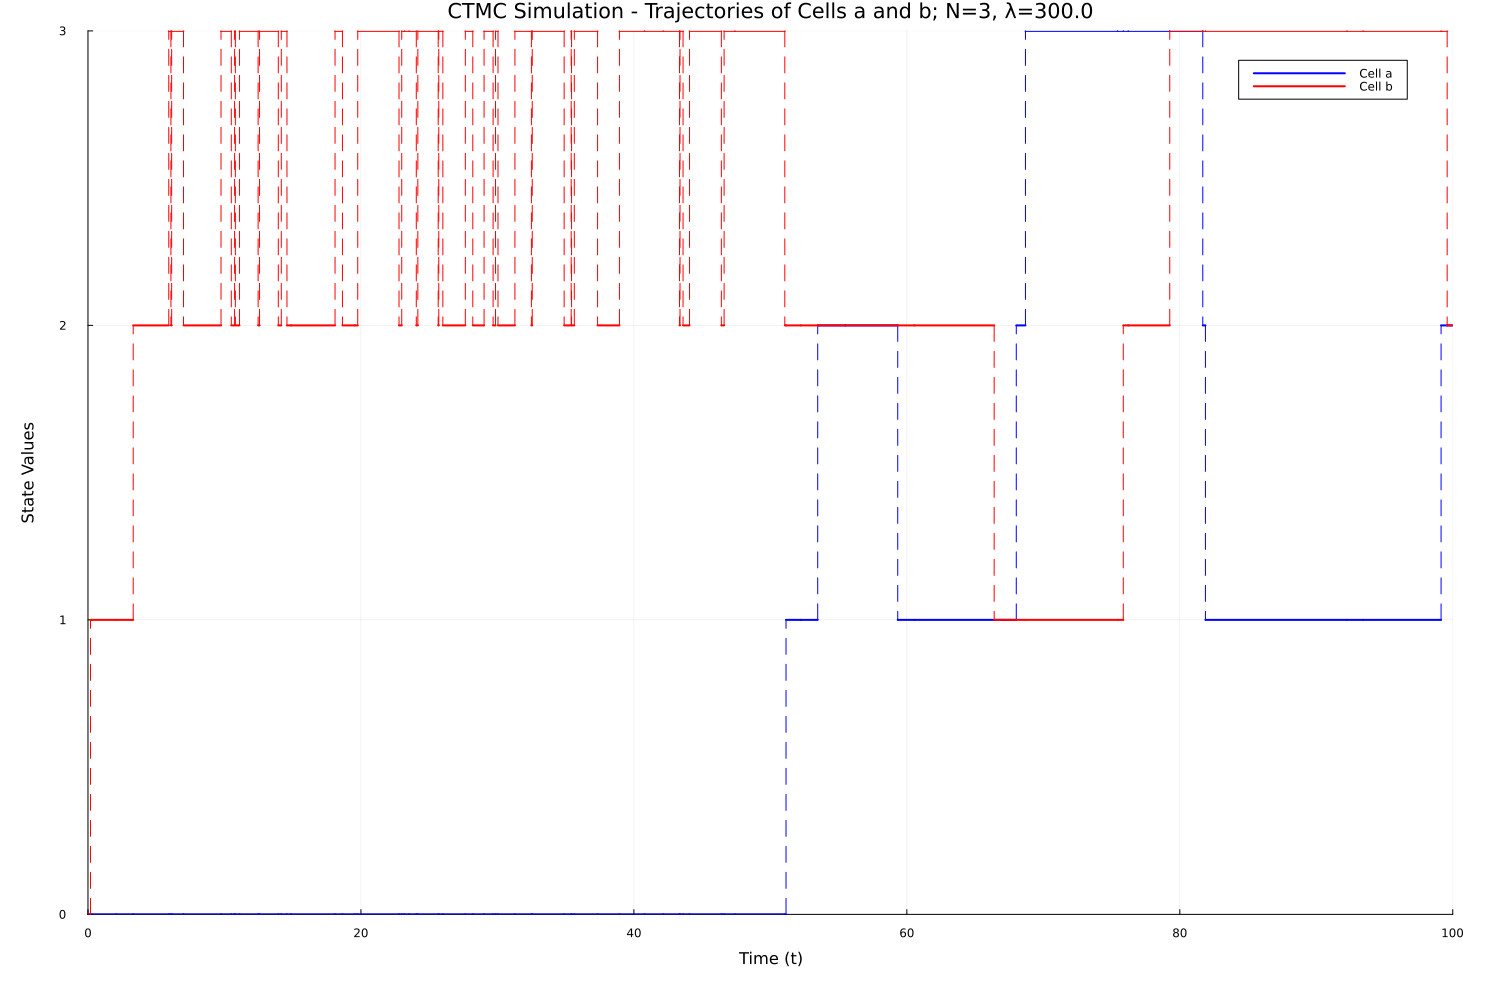 CTMC Simulation - Trajectories of Cells a and b; N=3, λ=300.0
3
Cell a
Cell b
2
State Values
1
0
0 20 40 60 80 100
Time (t)